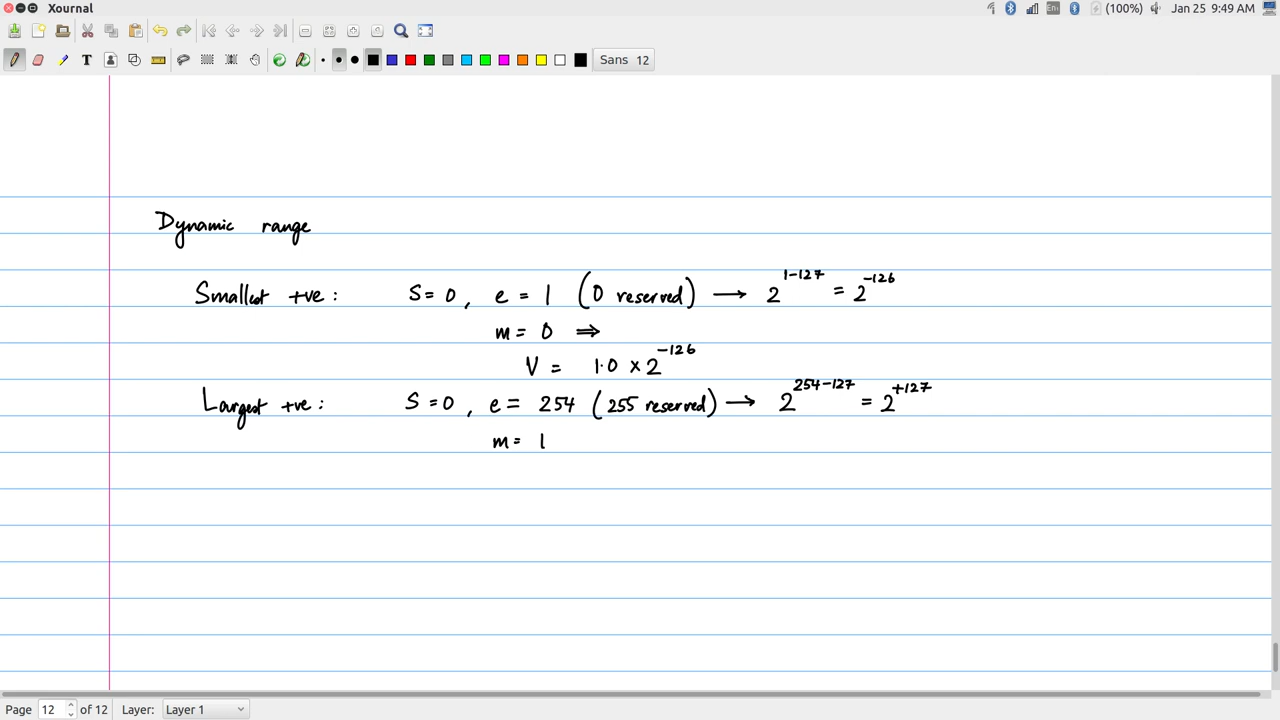 Xournal
En
(100%)
Jan 25 9:49 AM
T
Sans 12
Dynamic range
Smallest +ve : S = 0 , e = 1 (0 reserved) → 2^{1-127} = 2^{-126}
m = 0 ⇒
V = 1.0 × 2^{-126}
Largest +ve : S = 0 , e = 254 (255 reserved) → 2^{254-127} = 2^{+127}
m = 1
Page 12 of 12 Layer: Layer 1